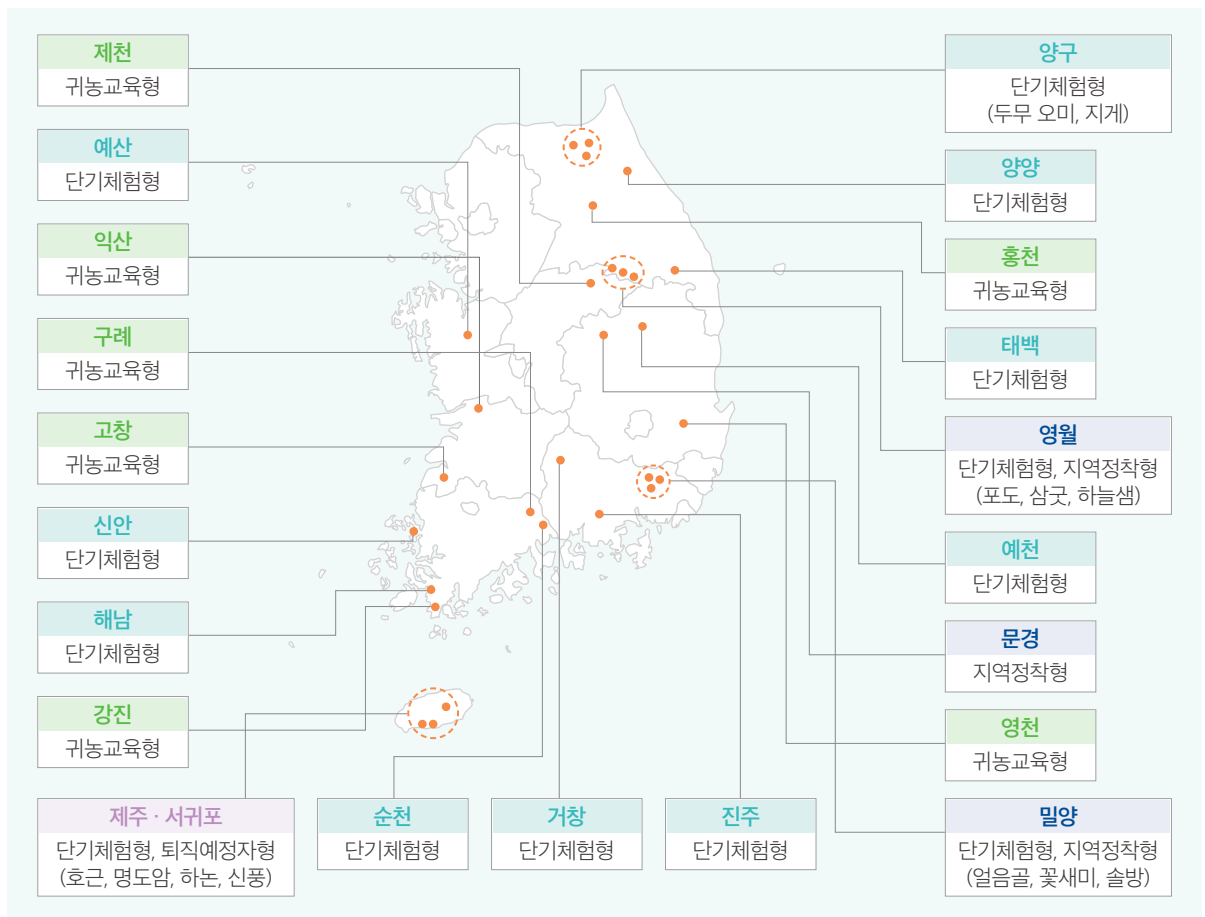 제천
귀농교육형
예산
단기체험형
익산
귀농교육형
구례
귀농교육형
고창
귀농교육형
신안
단기체험형
해남
단기체험형
강진
귀농교육형
제주 · 서귀포
단기체험형, 퇴직예정자형
(호근, 명도암, 하논, 신풍)
순천
단기체험형
거창
단기체험형
진주
단기체험형
양구
단기체험형
(두무 오미, 지게)
양양
단기체험형
홍천
귀농교육형
태백
단기체험형
영월
단기체험형, 지역정착형
(포도, 삼굿, 하늘샘)
예천
단기체험형
문경
지역정착형
영천
귀농교육형
밀양
단기체험형, 지역정착형
(얼음골, 꽃새미, 솔방)